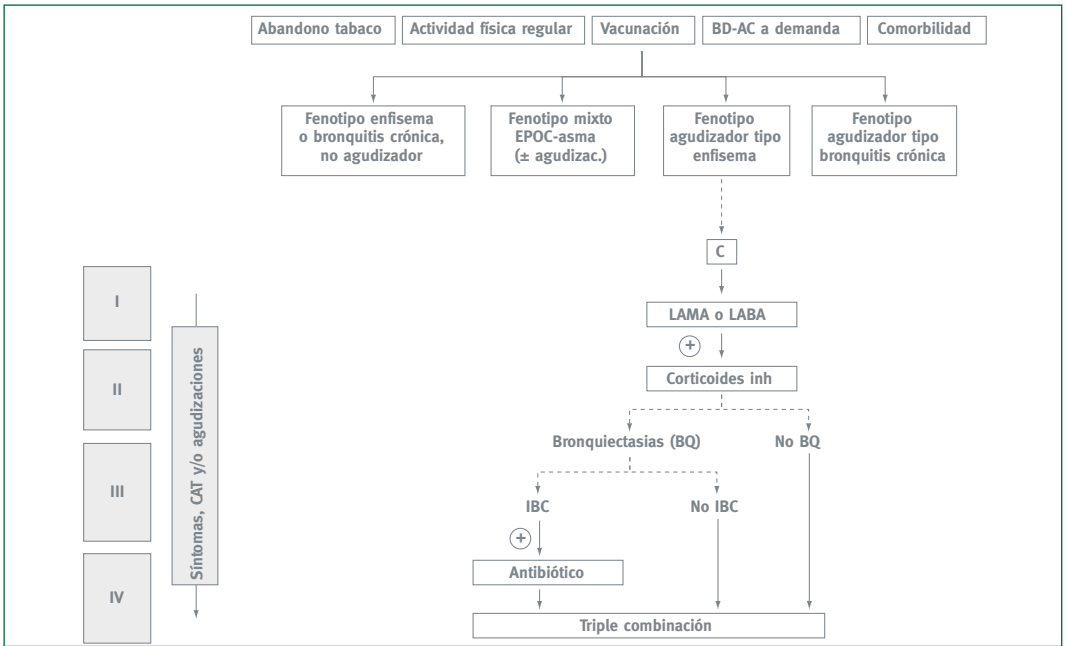 Abandono tabaco
Actividad física regular
Vacunación
BD-AC a demanda
Comorbilidad
Fenotipo enfisema
o bronquitis crónica,
no agudizador
Fenotipo mixto
EPOC-asma
(± agudizac.)
Fenotipo
agudizador tipo
enfisema
Fenotipo
agudizador tipo
bronquitis crónica
C
I
LAMA o LABA
+
II
Corticoides inh
Síntomas, CAT y/o agudizaciones
Bronquiectasias (BQ)
No BQ
III
IBC
No IBC
+
Antibiótico
IV
Triple combinación